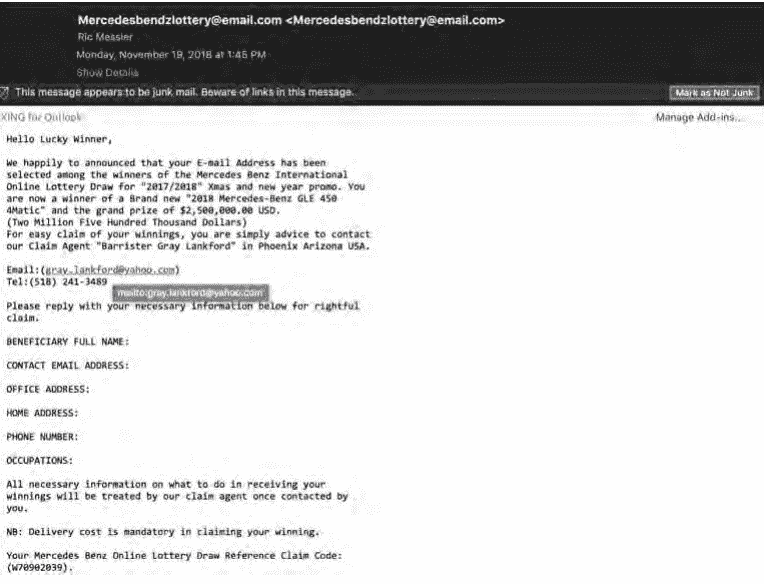 Mercedesbendzlottery@email.com <Mercedesbendzlottery@email.com>
Ric Messier
Monday, November 19, 2018 at 1:45 PM
Show Details
This message appears to be junk mail. Beware of links in this message.
Mark as Not Junk
XING for Outlook
Manage Add-ins...
Hello Lucky Winner,
We happily to announced that your E-mail Address has been
selected among the winners of the Mercedes Benz International
Online Lottery Draw for "2017/2018" Xmas and new year promo. You
are now a winner of a Brand new "2018 Mercedes-Benz GLE 450
4Matic" and the grand prize of $2,500,000.00 USD.
(Two Million Five Hundred Thousand Dollars)
For easy claim of your winnings, you are simply advice to contact
our Claim Agent "Barrister Gray Lankford" in Phoenix Arizona USA.
Email:(gray.lankford@yahoo.com)
Tel:(518) 241-3489
mailto:gray.lankford@yahoo.com
Please reply with your necessary information below for rightful
claim.
BENEFICIARY FULL NAME:
CONTACT EMAIL ADDRESS:
OFFICE ADDRESS:
HOME ADDRESS:
PHONE NUMBER:
OCCUPATIONS:
All necessary information on what to do in receiving your
winnings will be treated by our claim agent once contacted by
you.
NB: Delivery cost is mandatory in claiming your winning.
Your Mercedes Benz Online Lottery Draw Reference Claim Code:
(W70902039).